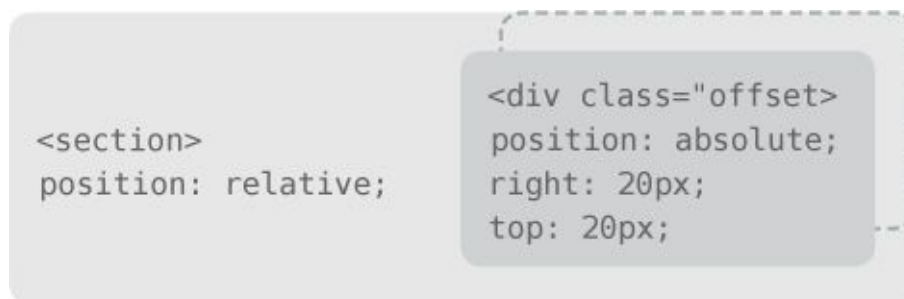 <section>
position: relative;
<div class="offset>
position: absolute;
right: 20px;
top: 20px;